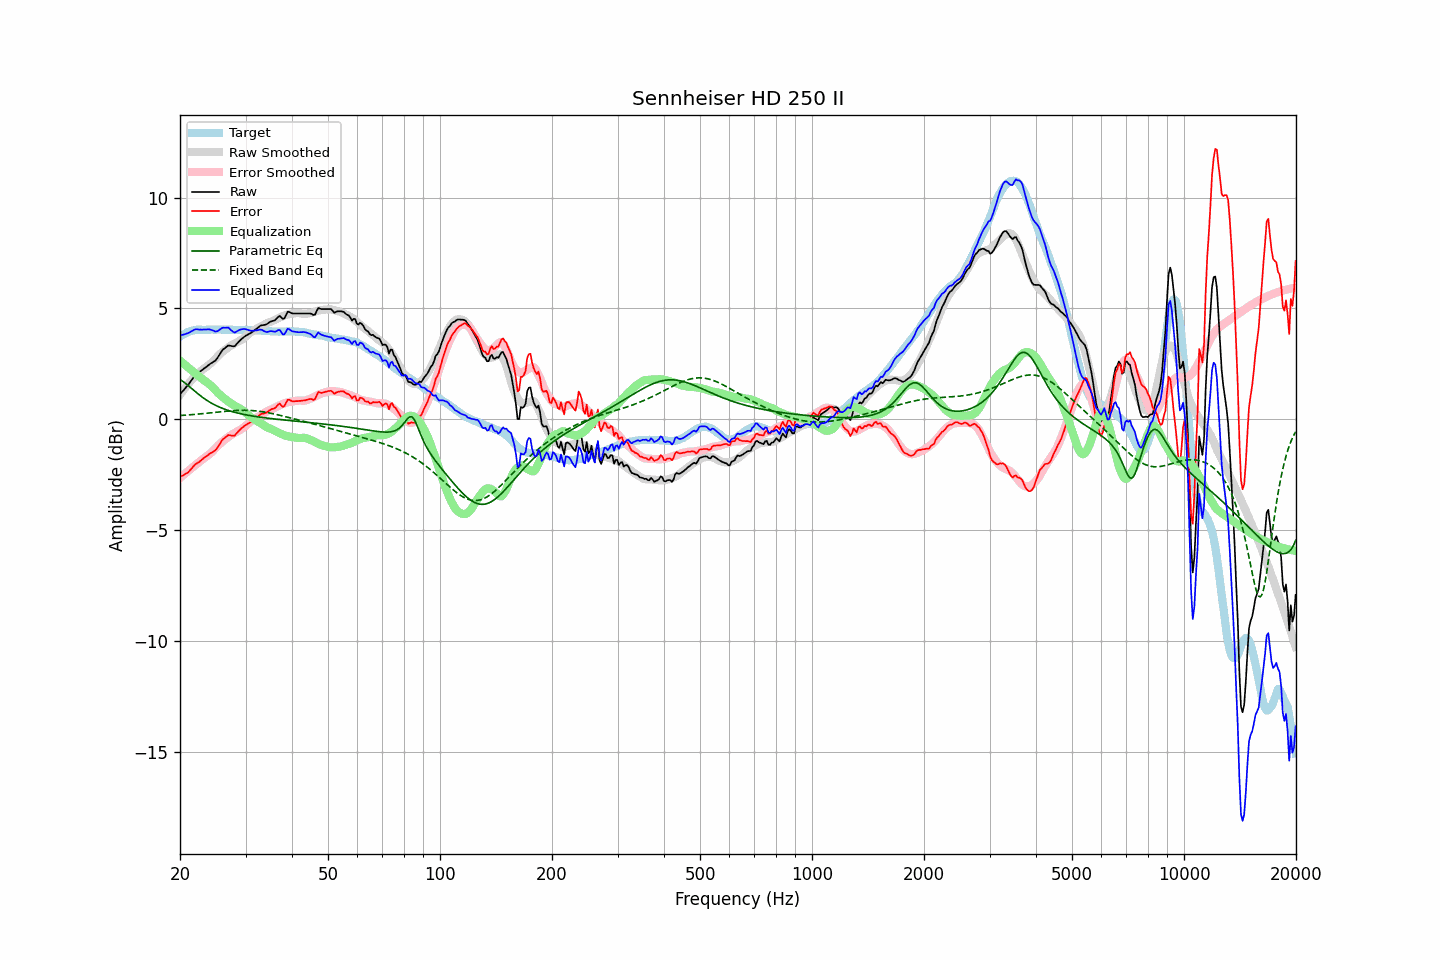 Sennheiser HD 250 II
Target
Raw Smoothed
Error Smoothed
Raw
Error
Equalization
Parametric Eq
Fixed Band Eq
Equalized
10
5
0
−5
−10
−15
Amplitude (dBr)
20 50 100 200 500 1000 2000 5000 10000 20000
Frequency (Hz)